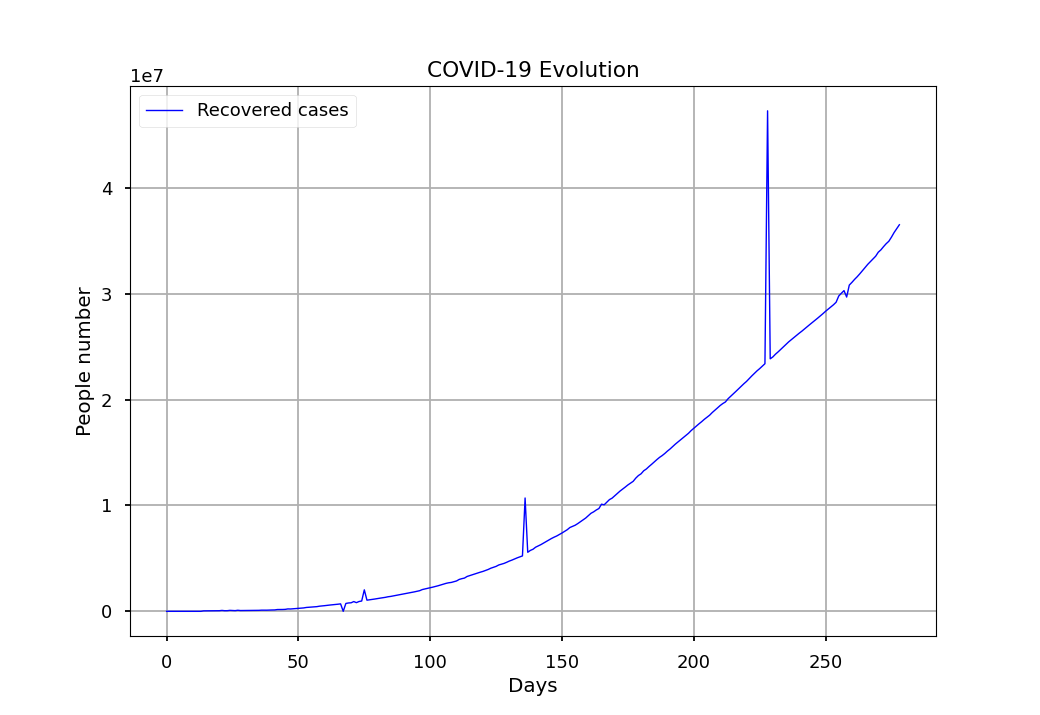 COVID-19 Evolution
1e7
Recovered cases
4
3
2
1
0
People number
0 50 100 150 200 250
Days